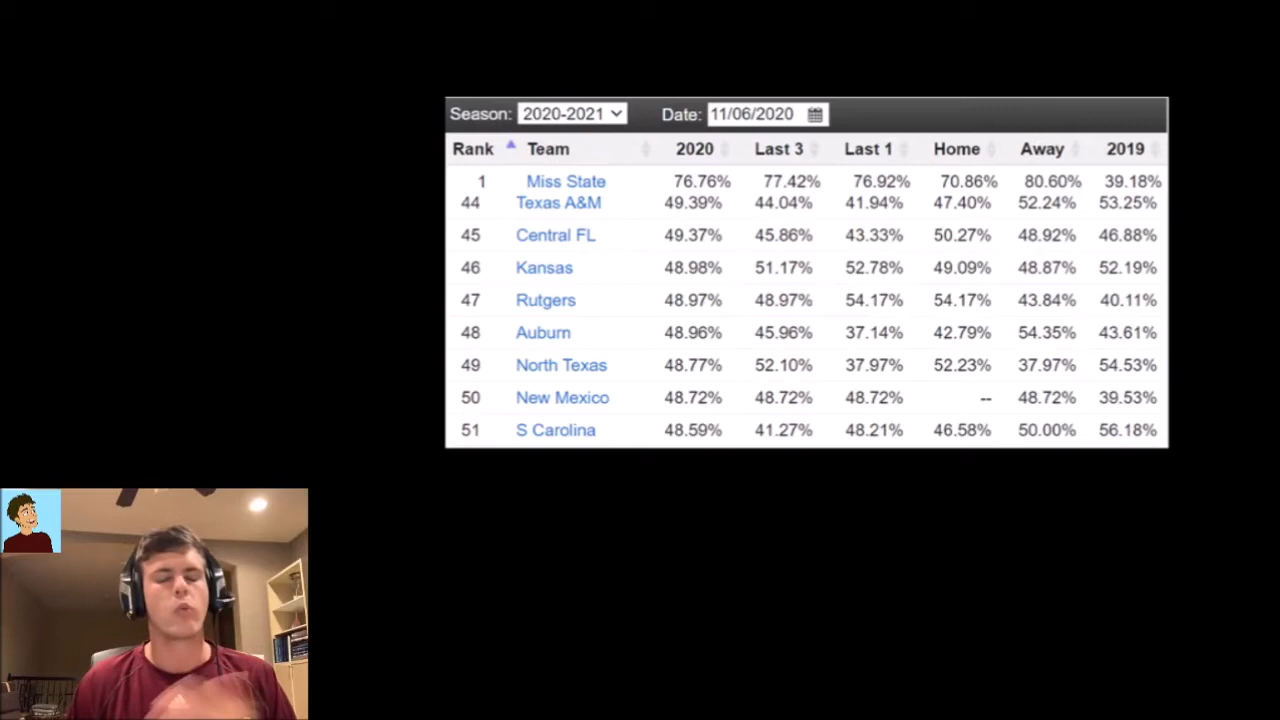 Season: 2020-2021 Date: 11/06/2020
Rank Team 2020 Last 3 Last 1 Home Away 2019
1 Miss State 76.76% 77.42% 76.92% 70.86% 80.60% 39.18%
44 Texas A&M 49.39% 44.04% 41.94% 47.40% 52.24% 53.25%
45 Central FL 49.37% 45.86% 43.33% 50.27% 48.92% 46.88%
46 Kansas 48.98% 51.17% 52.78% 49.09% 48.87% 52.19%
47 Rutgers 48.97% 48.97% 54.17% 54.17% 43.84% 40.11%
48 Auburn 48.96% 45.96% 37.14% 42.79% 54.35% 43.61%
49 North Texas 48.77% 52.10% 37.97% 52.23% 37.97% 54.53%
50 New Mexico 48.72% 48.72% 48.72% -- 48.72% 39.53%
51 S Carolina 48.59% 41.27% 48.21% 46.58% 50.00% 56.18%